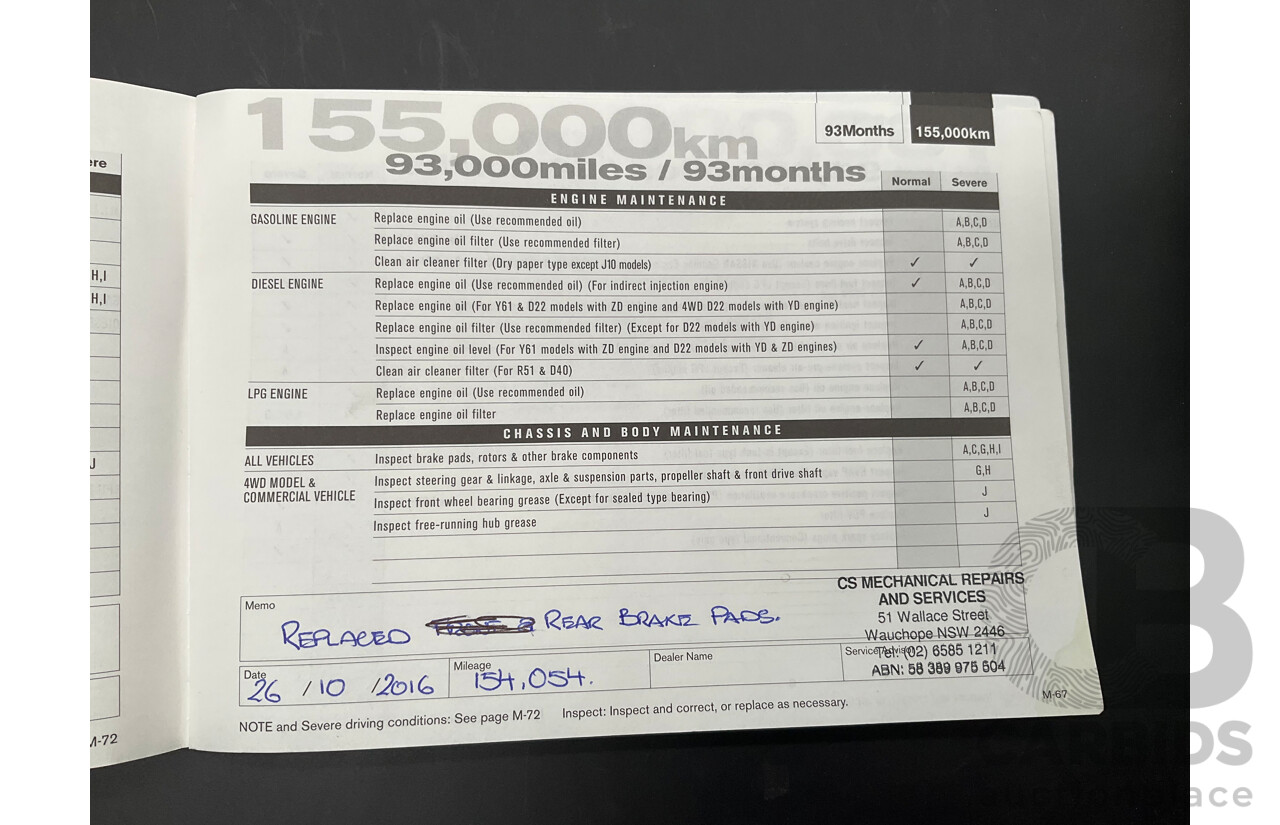 ere
H,I
H,I
J
M-72
155,000km
93,000miles / 93months
93Months
155,000km
Normal Severe
ENGINE MAINTENANCE
GASOLINE ENGINE Replace engine oil (Use recommended oil) A,B,C,D
Replace engine oil filter (Use recommended filter) A,B,C,D
Clean air cleaner filter (Dry paper type except J10 models) ✓ ✓
DIESEL ENGINE Replace engine oil (Use recommended oil) (For indirect injection engine) ✓ A,B,C,D
Replace engine oil (For Y61 & D22 models with ZD engine and 4WD D22 models with YD engine) A,B,C,D
Replace engine oil filter (Use recommended filter) (Except for D22 models with YD engine) A,B,C,D
Inspect engine oil level (For Y61 models with ZD engine and D22 models with YD & ZD engines) ✓ A,B,C,D
Clean air cleaner filter (For R51 & D40) ✓ ✓
LPG ENGINE Replace engine oil (Use recommended oil) A,B,C,D
Replace engine oil filter A,B,C,D
CHASSIS AND BODY MAINTENANCE
ALL VEHICLES Inspect brake pads, rotors & other brake components A,C,G,H,I
4WD MODEL & Inspect steering gear & linkage, axle & suspension parts, propeller shaft & front drive shaft G,H
COMMERCIAL VEHICLE Inspect front wheel bearing grease (Except for sealed type bearing) J
Inspect free-running hub grease J
Memo
REPLACED REAR BRAKE PADS.
CS MECHANICAL REPAIRS
AND SERVICES
51 Wallace Street
Wauchope NSW 2446
Tel: (02) 6585 1211
ABN: 58 389 975 504
Date
26 / 10 / 2016
Mileage
154,054.
Dealer Name
Service Advisor
NOTE and Severe driving conditions: See page M-72 Inspect: Inspect and correct, or replace as necessary.
M-67
CARBIDS